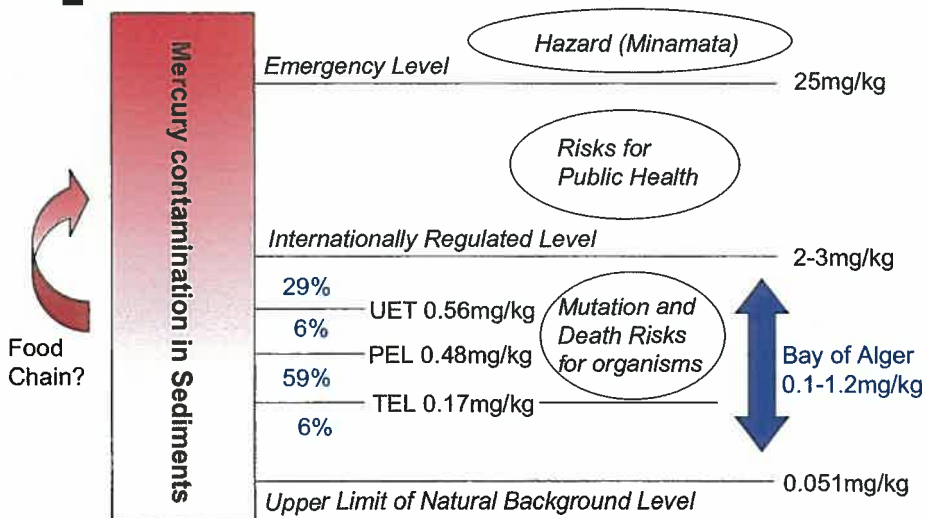 Mercury contamination in Sediments
Hazard (Minamata)
Emergency Level
25mg/kg
Risks for
Public Health
Internationally Regulated Level
2-3mg/kg
29%
UET 0.56mg/kg
6%
PEL 0.48mg/kg
59%
TEL 0.17mg/kg
6%
Mutation and
Death Risks
for organisms
Bay of Alger
0.1-1.2mg/kg
Food
Chain?
0.051mg/kg
Upper Limit of Natural Background Level